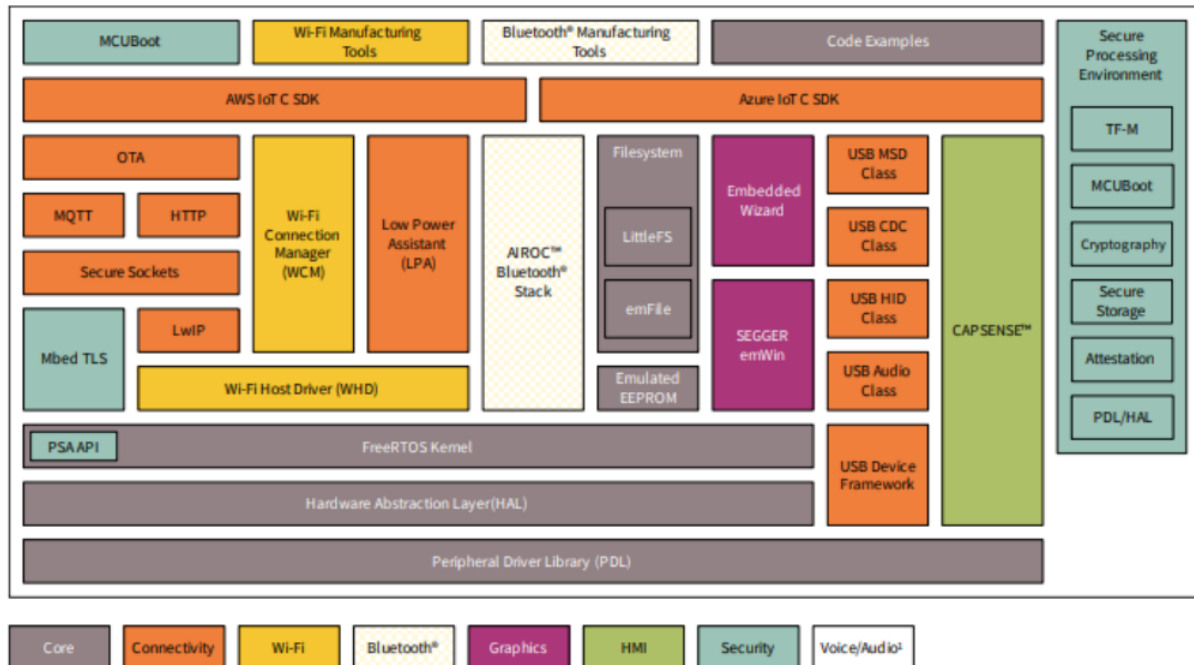 MCUBoot
Wi-Fi Manufacturing
Tools
Bluetooth® Manufacturing
Tools
Code Examples
Secure
Processing
Environment
AWS IoT C SDK
Azure IoT C SDK
TF-M
OTA
Filesystem
USB MSD
Class
MCUBoot
MQTT
HTTP
Wi-Fi
Connection
Manager
(WCM)
Low Power
Assistant
(LPA)
AIROC™
Bluetooth®
Stack
LittleFS
Embedded
Wizard
USB CDC
Class
Cryptography
Secure Sockets
emFile
USB HID
Class
CAPSENSE™
Secure
Storage
Mbed TLS
LwIP
SEGGER
emWin
Attestation
Wi-Fi Host Driver (WHD)
Emulated
EEPROM
USB Audio
Class
PDL/HAL
PSA API
FreeRTOS Kernel
USB Device
Framework
Hardware Abstraction Layer(HAL)
Peripheral Driver Library (PDL)
Core
Connectivity
Wi-Fi
Bluetooth®
Graphics
HMI
Security
Voice/Audio¹